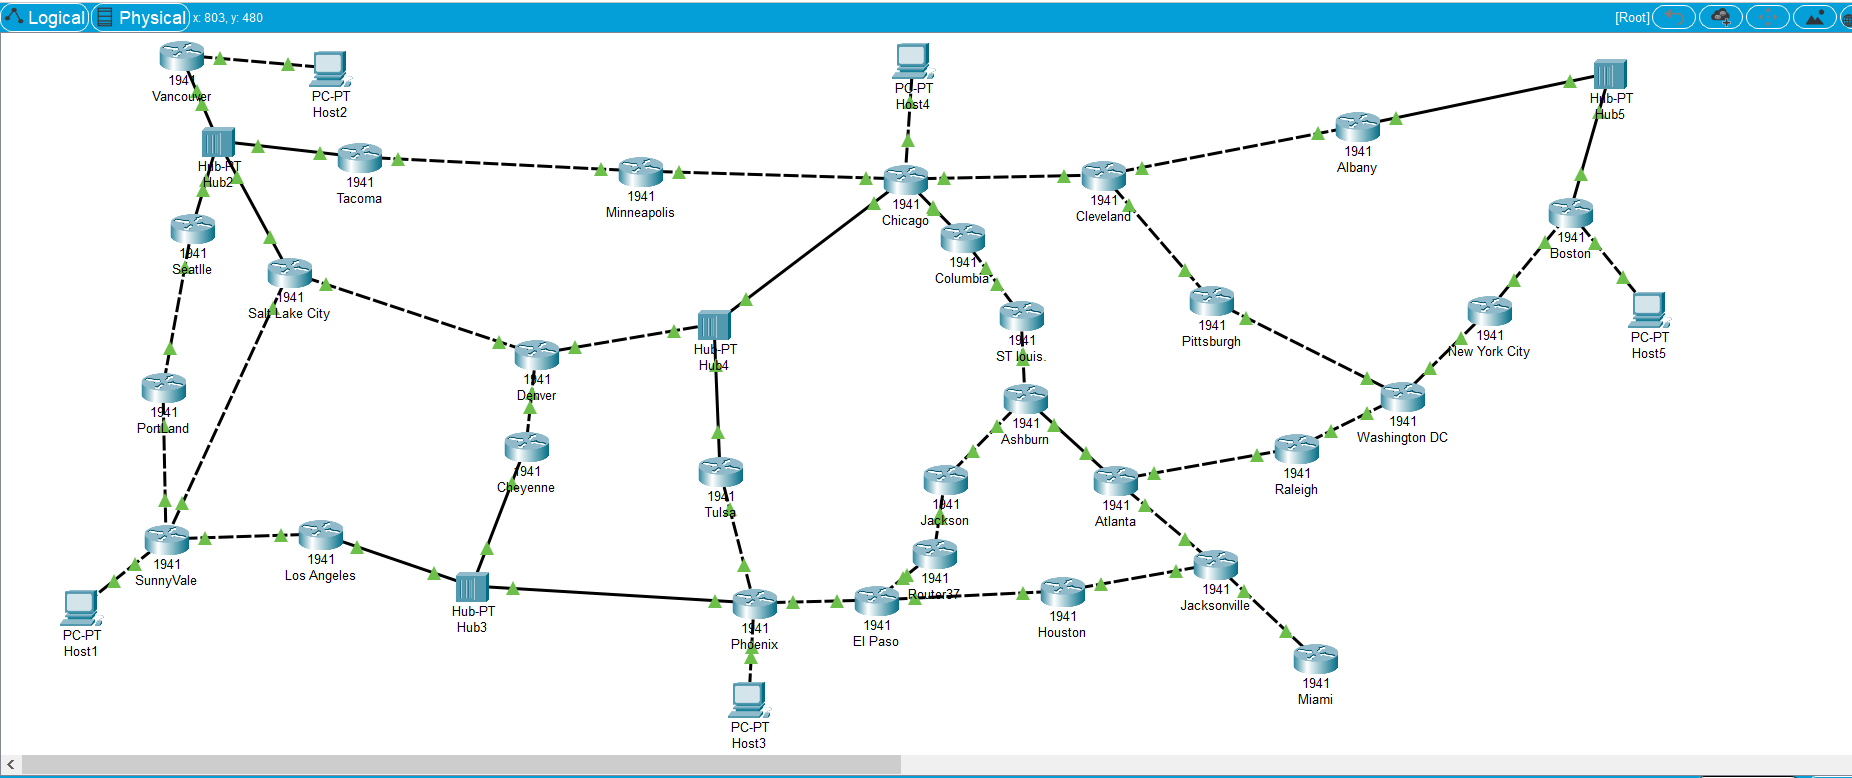 Logical
Physical
x: 803, y: 480
[Root]
1941
Vancouver
PC-PT
Host2
PC-PT
Host4
Hub-PT
Hub5
1941
Albany
Hub-PT
Hub2
1941
Tacoma
1941
Minneapolis
1941
Chicago
1941
Cleveland
1941
Seatlle
1941
Columbia
1941
Boston
1941
Salt Lake City
1941
Pittsburgh
1941
New York City
PC-PT
Host5
Hub-PT
Hub4
1941
ST louis.
1941
Denver
1941
PortLand
1941
Ashburn
1941
Washington DC
1941
Cheyenne
1941
Tulsa
1941
Jackson
1941
Atlanta
1941
Raleigh
1941
SunnyVale
1941
Los Angeles
1941
Router37
1941
Jacksonville
Hub-PT
Hub3
1941
Phoenix
1941
El Paso
1941
Houston
PC-PT
Host1
1941
Miami
PC-PT
Host3